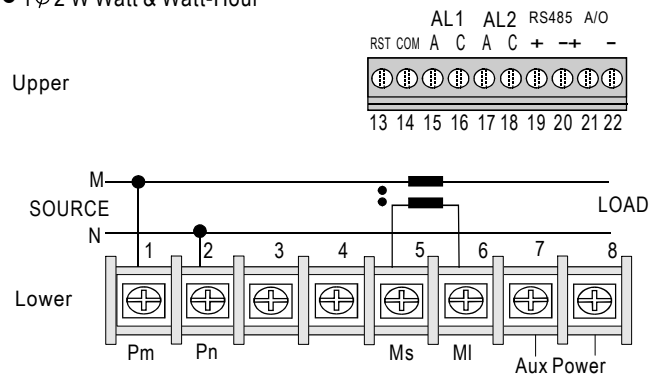 ● 1φ2 W Watt & Watt-Hour
AL1 AL2 RS485 A/O
RST COM A C A C + -+ -
Upper
13 14 15 16 17 18 19 20 21 22
M
SOURCE LOAD
N
1 2 3 4 5 6 7 8
Lower
Pm Pn Ms Ml
Aux Power